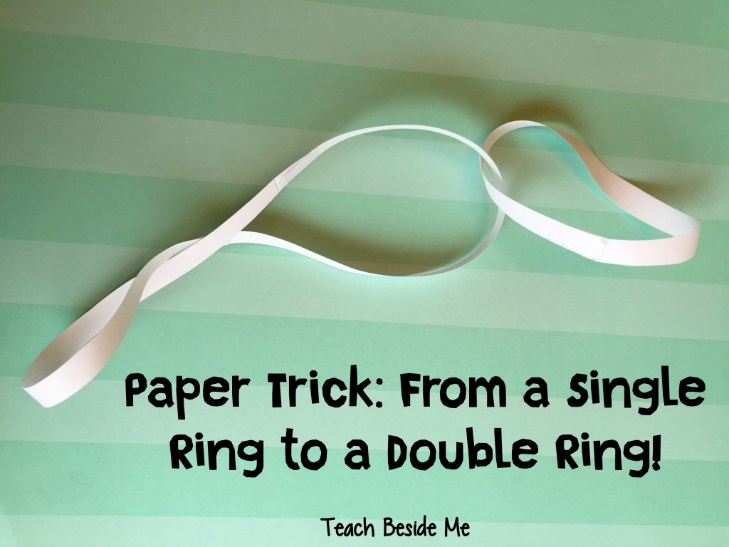 Paper Trick: From a Single
Ring to a Double Ring!
Teach Beside Me